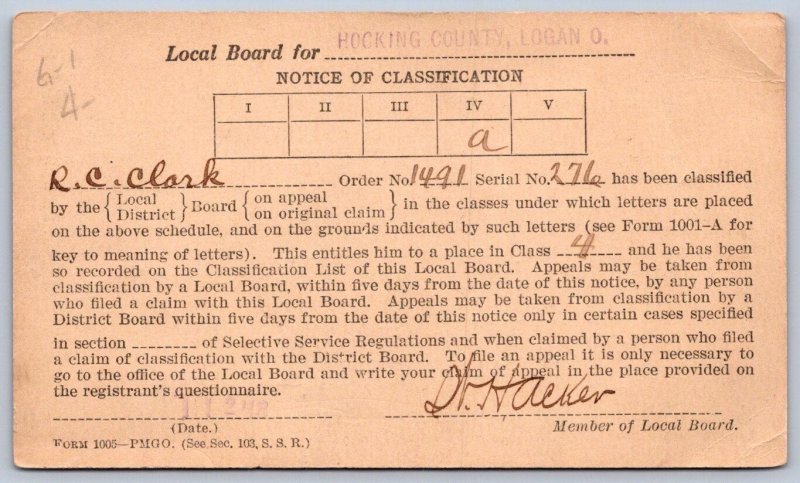 Local Board for HOCKING COUNTY, LOGAN O.
G-1
4-
NOTICE OF CLASSIFICATION
I II III IV V
a
R. C. Clark Order No. 1491 Serial No. 276 has been classified
by the { Local District } Board { on appeal on original claim } in the classes under which letters are placed
on the above schedule, and on the grounds indicated by such letters (see Form 1001–A for
key to meaning of letters). This entitles him to a place in Class 4 and he has been
so recorded on the Classification List of this Local Board. Appeals may be taken from
classification by a Local Board, within five days from the date of this notice, by any person
who filed a claim with this Local Board. Appeals may be taken from classification by a
District Board within five days from the date of this notice only in certain cases specified
in section ________ of Selective Service Regulations and when claimed by a person who filed
a claim of classification with the District Board. To file an appeal it is only necessary to
go to the office of the Local Board and write your claim of appeal in the place provided on
the registrant's questionnaire.
Hacker
(Date.) Member of Local Board.
FORM 1005—PMGO. (See Sec. 103, S. S. R.)